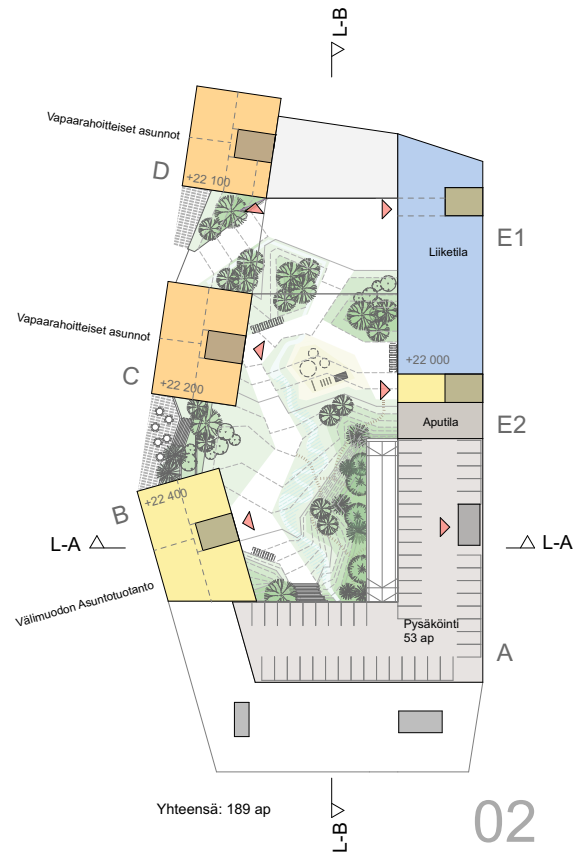 L-B
Vapaarahoitteiset asunnot
D
+22 100
E1
Liiketila
Vapaarahoitteiset asunnot
+22 000
C
+22 200
Aputila
E2
B
+22 400
L-A
L-A
Välimuodon Asuntotuotanto
Pysäköinti
53 ap
A
Yhteensä: 189 ap
L-B
02